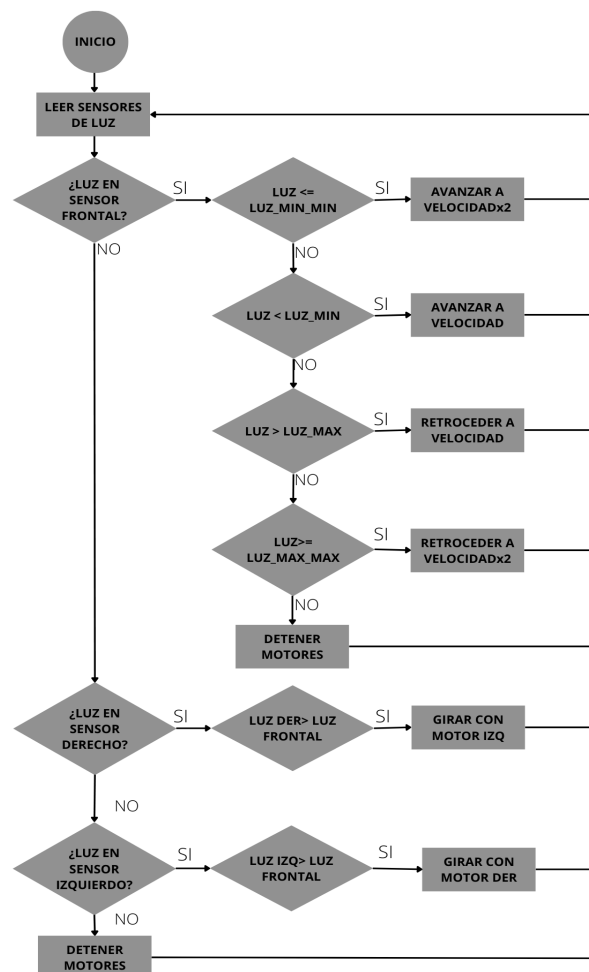 INICIO
LEER SENSORES
DE LUZ
¿LUZ EN
SENSOR
FRONTAL?
SI
LUZ <=
LUZ_MIN_MIN
SI
AVANZAR A
VELOCIDADx2
NO
NO
LUZ < LUZ_MIN
SI
AVANZAR A
VELOCIDAD
NO
LUZ > LUZ_MAX
SI
RETROCEDER A
VELOCIDAD
NO
LUZ>=
LUZ_MAX_MAX
SI
RETROCEDER A
VELOCIDADx2
NO
DETENER
MOTORES
¿LUZ EN
SENSOR
DERECHO?
SI
LUZ DER> LUZ
FRONTAL
SI
GIRAR CON
MOTOR IZQ
NO
¿LUZ EN
SENSOR
IZQUIERDO?
SI
LUZ IZQ> LUZ
FRONTAL
SI
GIRAR CON
MOTOR DER
NO
DETENER
MOTORES